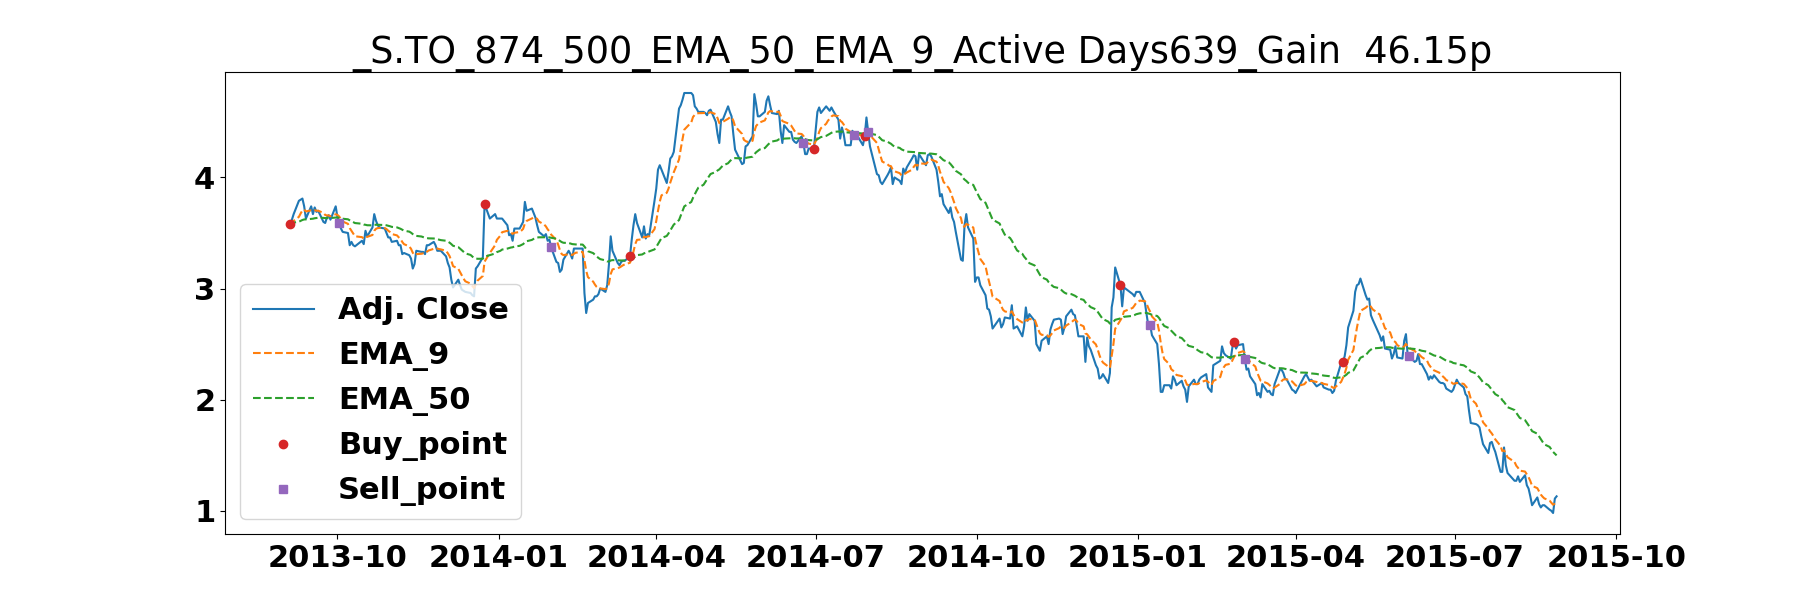 _S.TO_874_500_EMA_50_EMA_9_Active Days639_Gain  46.15p
4
3
2
1
Adj. Close
EMA_9
EMA_50
Buy_point
Sell_point
2013-10 2014-01 2014-04 2014-07 2014-10 2015-01 2015-04 2015-07 2015-10